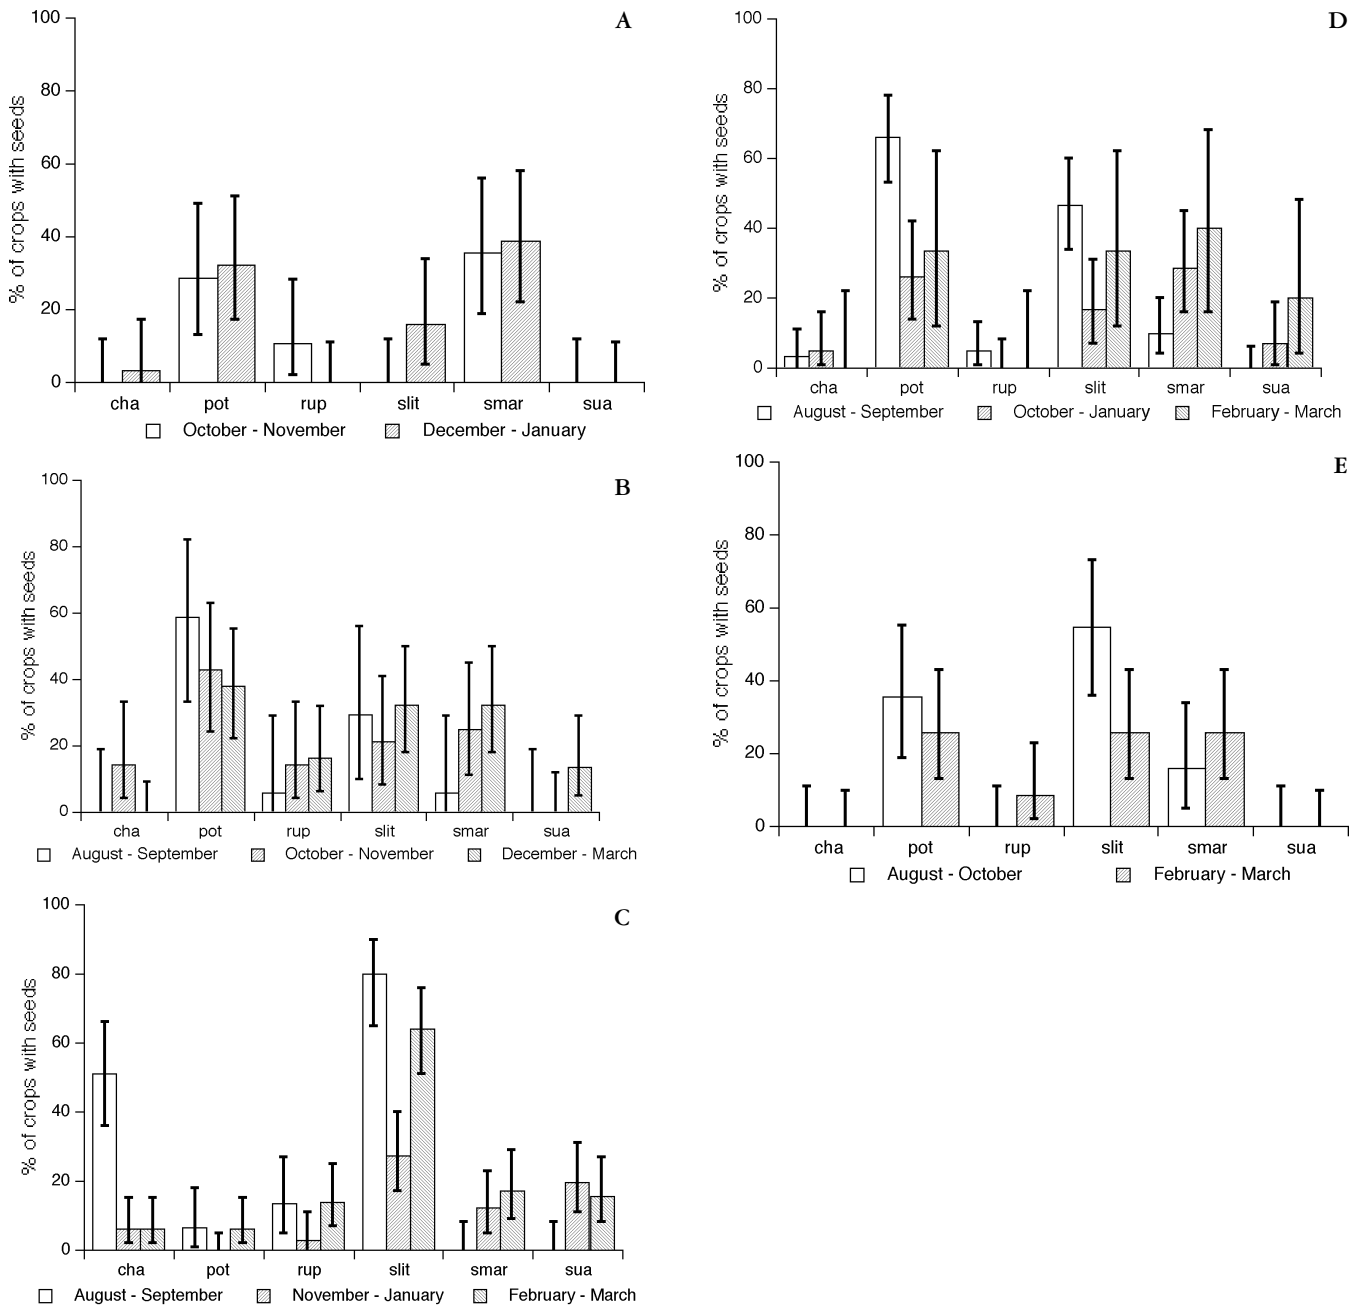 A
% of crops with seeds
100
80
60
40
20
0
cha pot rup slit smar sua
October - November December - January
B
% of crops with seeds
100
80
60
40
20
0
cha pot rup slit smar sua
August - September October - November December - March
C
% of crops with seeds
100
80
60
40
20
0
cha pot rup slit smar sua
August - September November - January February - March
D
% of crops with seeds
100
80
60
40
20
0
cha pot rup slit smar sua
August - September October - January February - March
E
% of crops with seeds
100
80
60
40
20
0
cha pot rup slit smar sua
August - October February - March